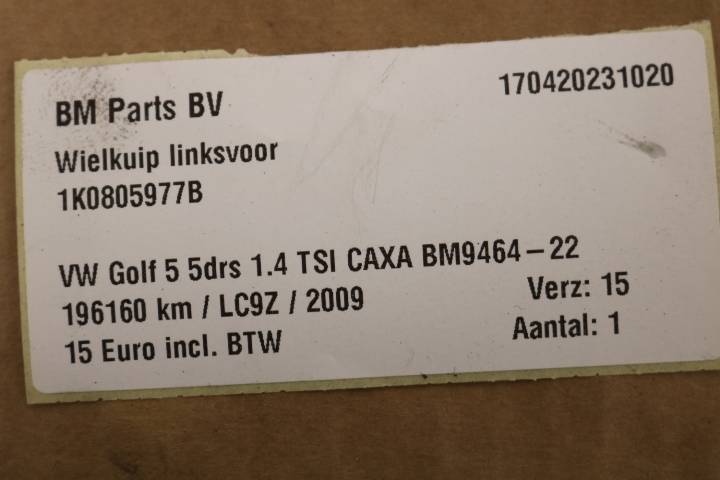 BM Parts BV
170420231020
Wielkuip linksvoor
1K0805977B
VW Golf 5 5drs 1.4 TSI CAXA BM9464-22
196160 km / LC9Z / 2009
Verz: 15
15 Euro incl. BTW
Aantal: 1